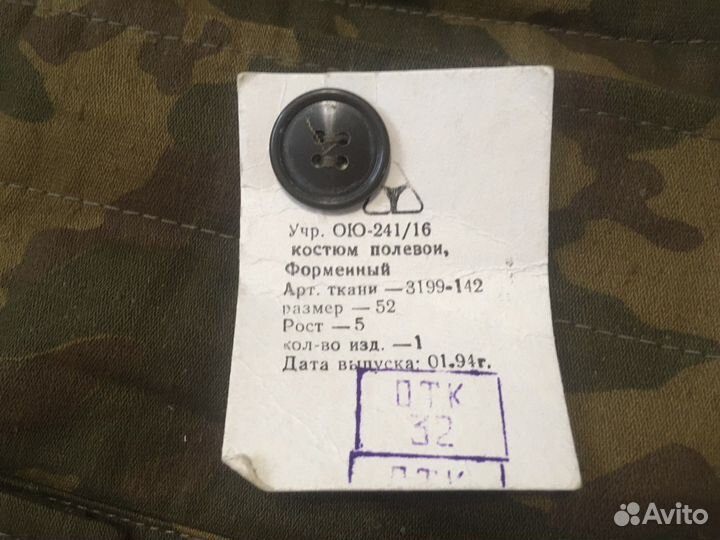 Учр. ОЮ-241/16
костюм полевои,
Форменный
Арт. ткани —3199-142
размер — 52
Рост — 5
кол-во изд. —1
Дата выпуска: 01.94г.
ОТК
32
ОТК
Avito